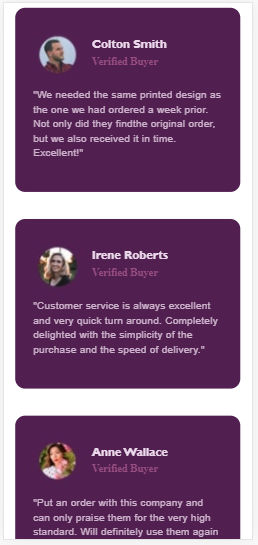 Colton Smith
Verified Buyer
"We needed the same printed design as
the one we had ordered a week prior.
Not only did they findthe original order,
but we also received it in time.
Excellent!"
Irene Roberts
Verified Buyer
"Customer service is always excellent
and very quick turn around. Completely
delighted with the simplicity of the
purchase and the speed of delivery."
Anne Wallace
Verified Buyer
"Put an order with this company and
can only praise them for the very high
standard. Will definitely use them again